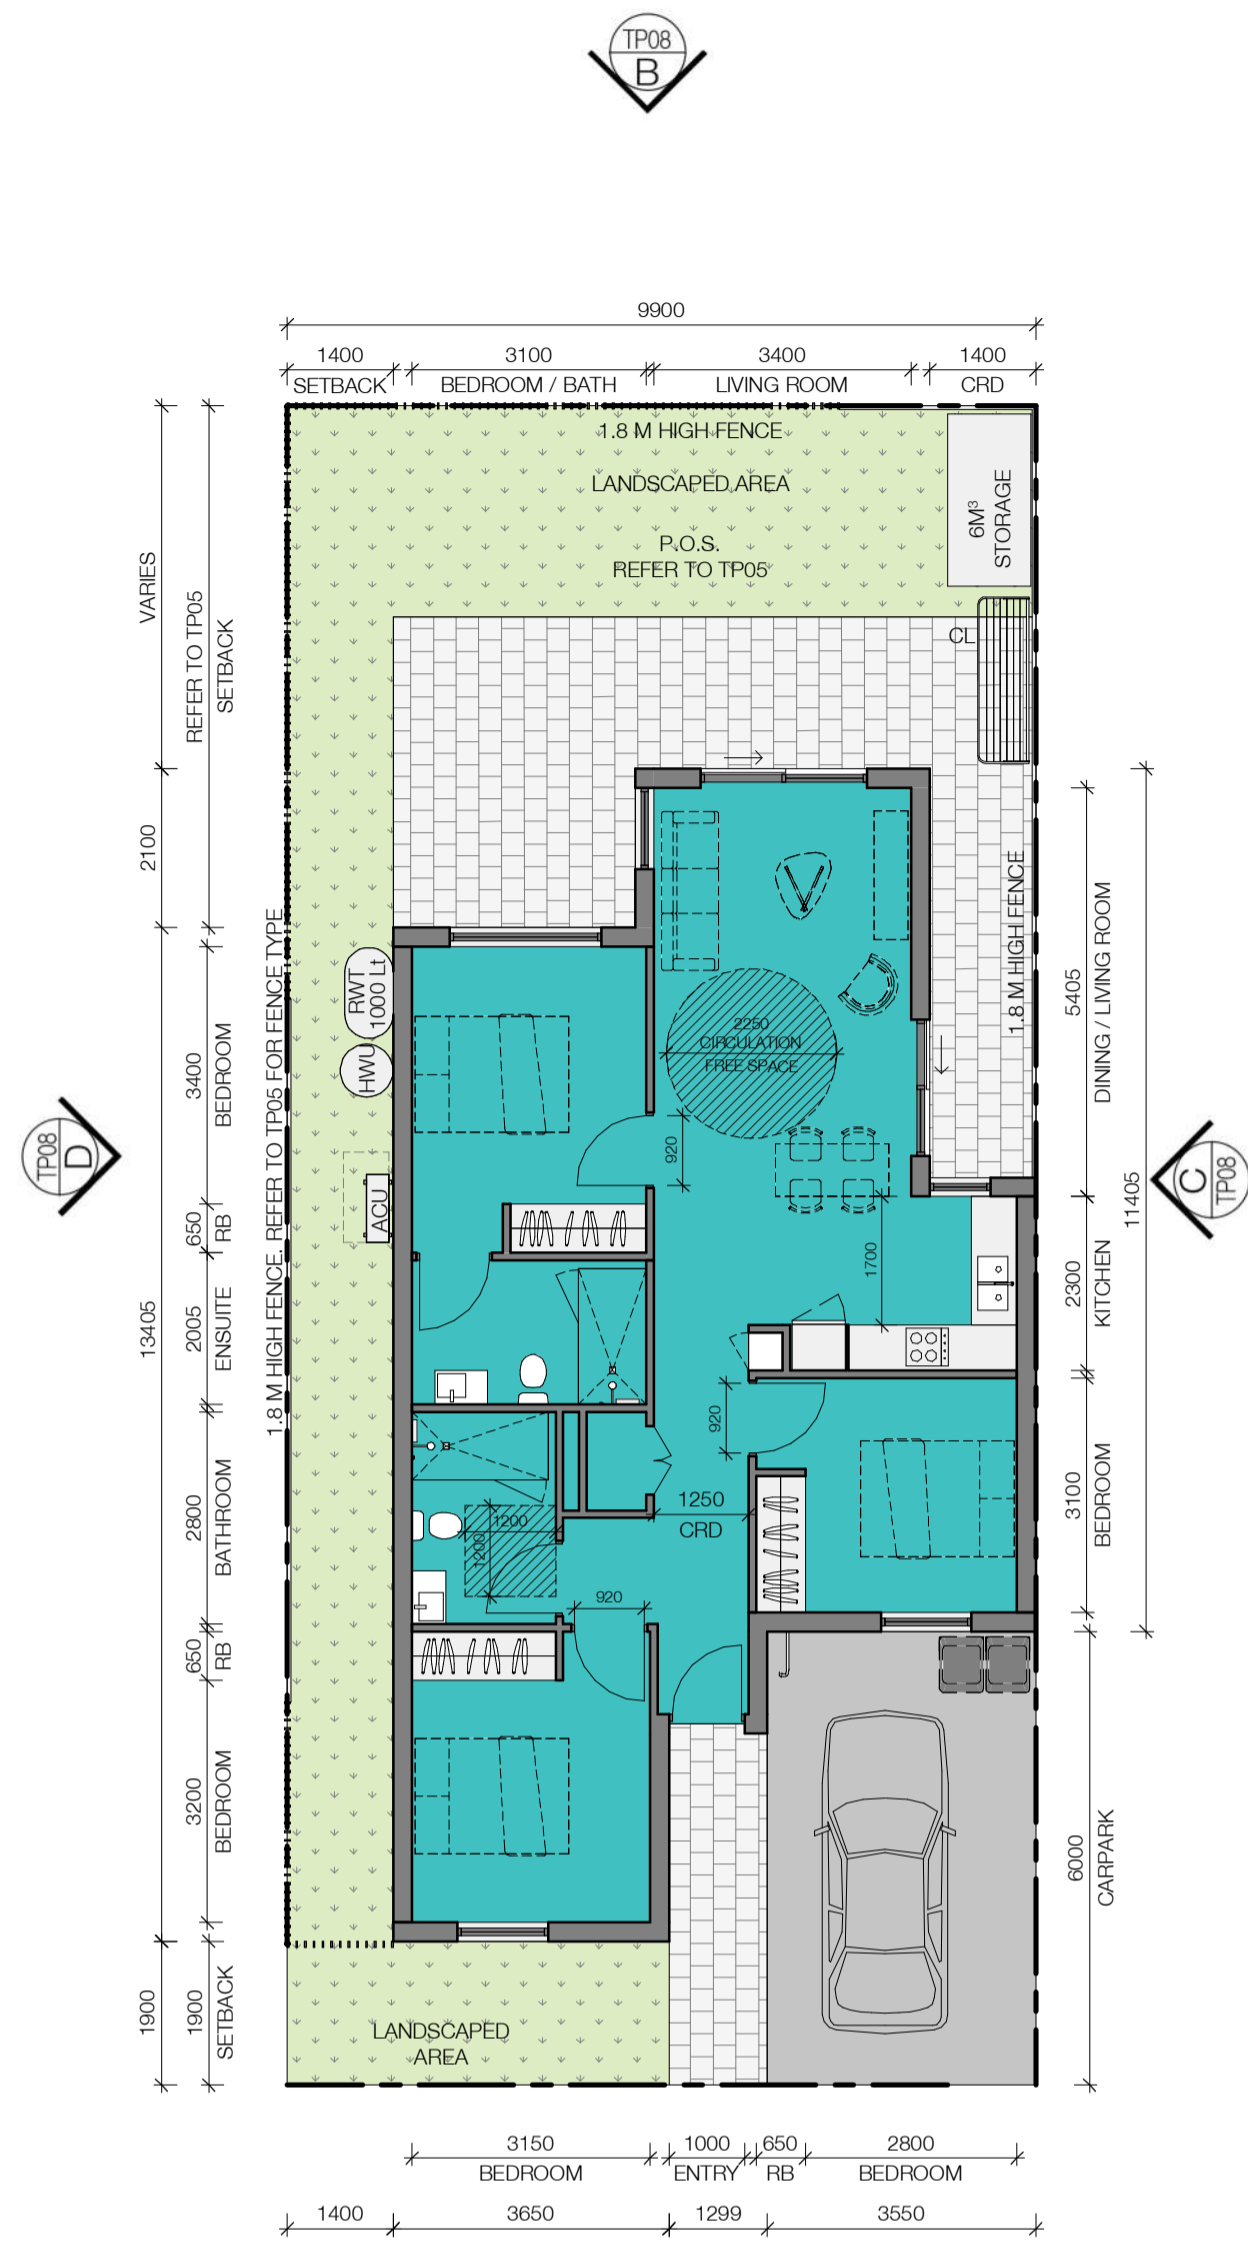 TP08
B
9900
1400
3100
3400
1400
SETBACK
BEDROOM / BATH
LIVING ROOM
CRD
1.8 M HIGH FENCE
LANDSCAPED AREA
P.O.S.
REFER TO TP05
6M³
STORAGE
CL
VARIES
REFER TO TP05
SETBACK
2100
13405
1900
3400
BEDROOM
650
RB
2005
ENSUITE
2800
BATHROOM
650
RB
3200
BEDROOM
1900
SETBACK
1.8 M HIGH FENCE. REFER TO TP05 FOR FENCE TYPE
RWT
1000 Lt
HWU
ACU
TP08
D
2250
CIRCULATION
FREE SPACE
920
1700
920
1250
CRD
1200
1200
920
1.8 M HIGH FENCE
5405
DINING / LIVING ROOM
2300
KITCHEN
3100
BEDROOM
6000
CARPARK
11405
C
TP08
LANDSCAPED
AREA
3150
1000
650
2800
BEDROOM
ENTRY
RB
BEDROOM
1400
3650
1299
3550